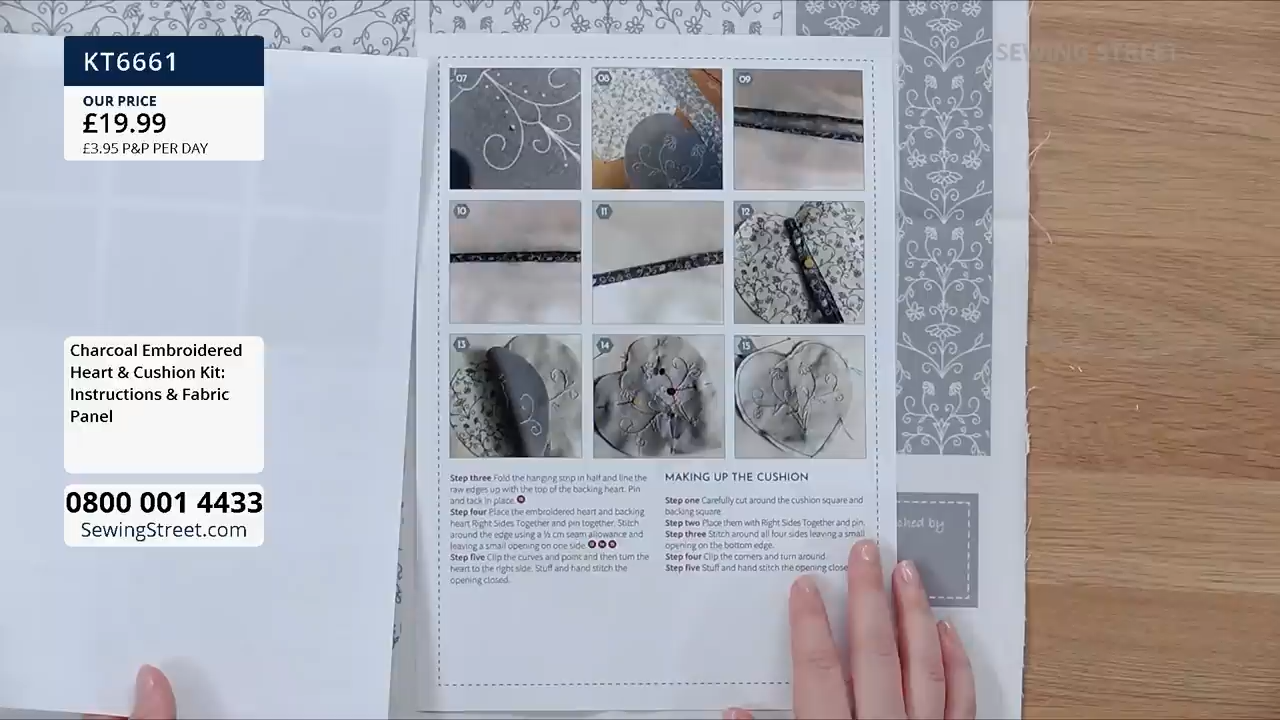 KT6661
OUR PRICE
£19.99
£3.95 P&P PER DAY
Charcoal Embroidered
Heart & Cushion Kit:
Instructions & Fabric
Panel
0800 001 4433
SewingStreet.com
SEWING STREET
07
08
09
10
11
12
13
14
15
Step three Fold the hanging strip in half and line the
raw edges up with the top of the backing heart. Pin
and tack in place.
Step four Place the embroidered heart and backing
heart Right Sides Together and pin together. Stitch
around the edge using a ½ cm seam allowance and
leaving a small opening on one side.
Step five Clip the curves and point and then turn the
heart to the right side. Stuff and hand stitch the
opening closed.
MAKING UP THE CUSHION
Step one Carefully cut around the cushion square and
backing square.
Step two Place them with Right Sides Together and pin.
Step three Stitch around all four sides leaving a small
opening on the bottom edge.
Step four Clip the corners and turn around.
Step five Stuff and hand stitch the opening close
ched by